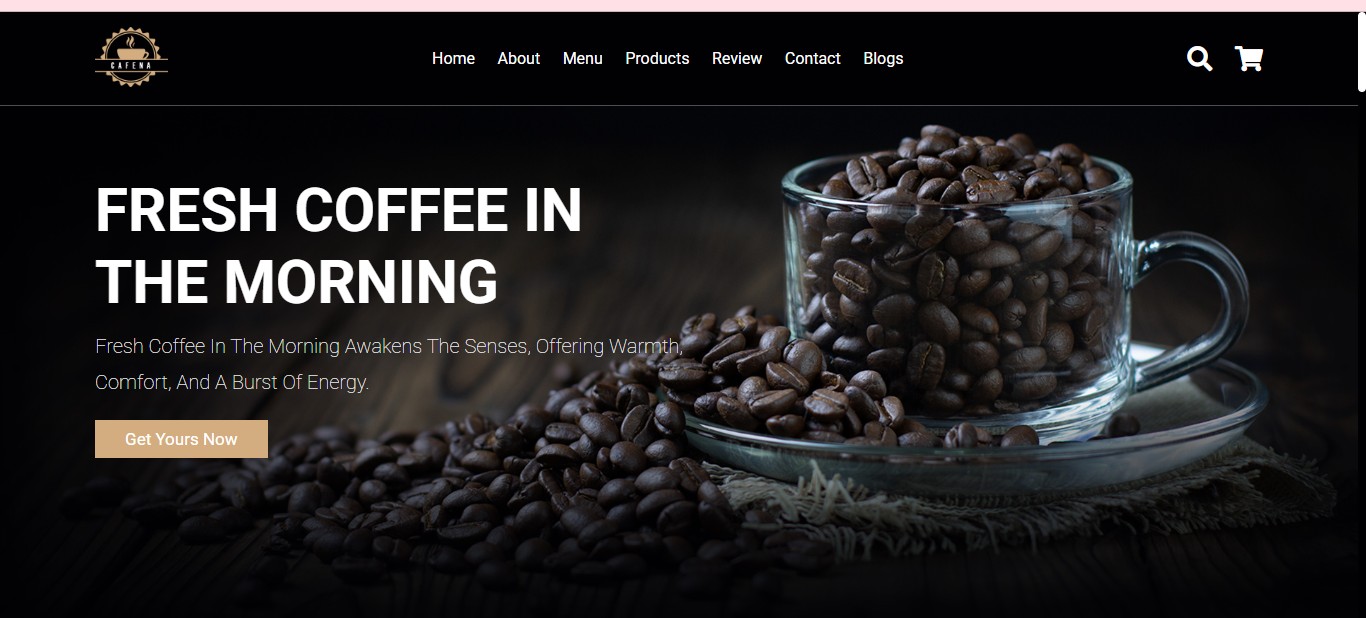 CAFENA
Home About Menu Products Review Contact Blogs
FRESH COFFEE IN
THE MORNING
Fresh Coffee In The Morning Awakens The Senses, Offering Warmth,
Comfort, And A Burst Of Energy.
Get Yours Now